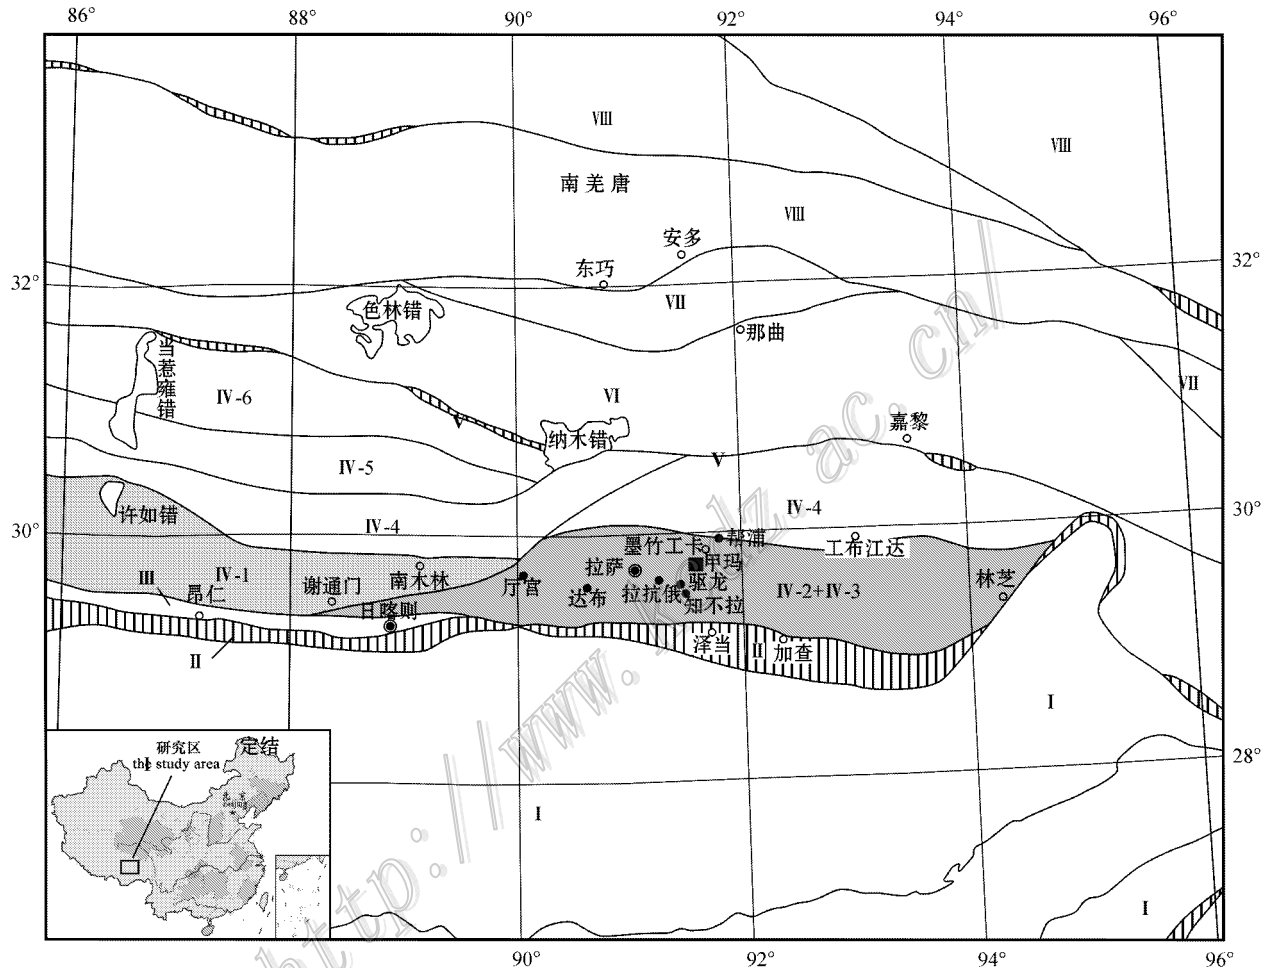 86°
88°
90°
92°
94°
96°
Ⅷ
Ⅷ
南羌唐
Ⅷ
安多
东巧
32°
32°
色林错
Ⅶ
那曲
当惹雍错
Ⅳ-6
Ⅵ
Ⅶ
V
纳木错
嘉黎
Ⅳ-5
V
许如错
Ⅳ-4
Ⅳ-4
30°
30°
墨竹工卡
帮浦
工布江达
Ⅲ
Ⅳ-1
谢通门
南木林
厅宫
拉萨
甲玛
昂仁
日喀则
达布
拉抗俄
驱龙
知不拉
Ⅳ-2+Ⅳ-3
林芝
Ⅱ
泽当
Ⅱ
加查
Ⅰ
28°
研究区
the study area
定结
北 京
Beijing
Ⅰ
Ⅰ
90°
92°
94°
96°
http://www.kcdz.ac.cn/